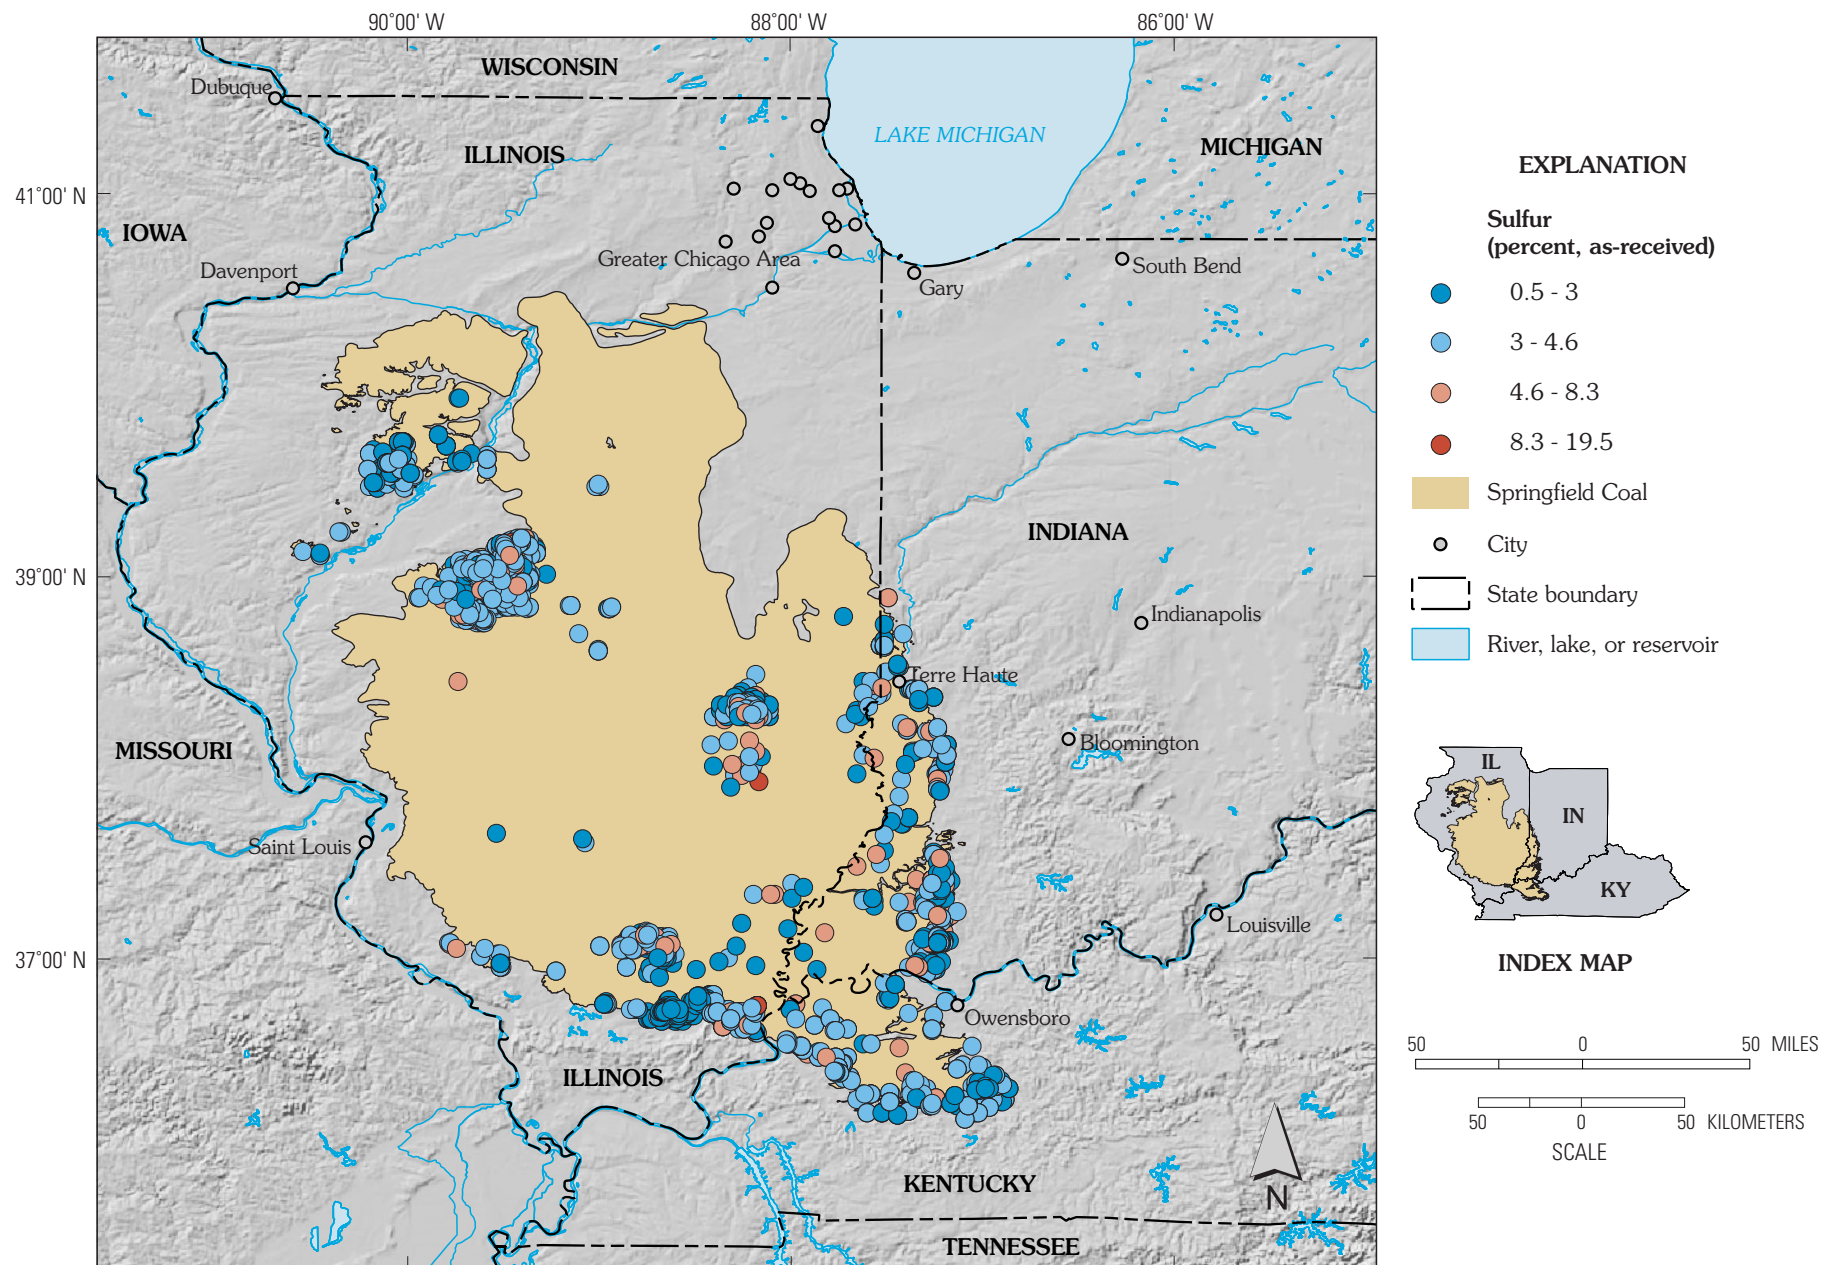 90°00' W
88°00' W
86°00' W
WISCONSIN
Dubuque
LAKE MICHIGAN
ILLINOIS
MICHIGAN
41°00' N
IOWA
Greater Chicago Area
Davenport
South Bend
Gary
INDIANA
39°00' N
Indianapolis
Terre Haute
MISSOURI
Bloomington
Saint Louis
Louisville
37°00' N
Owensboro
ILLINOIS
KENTUCKY
TENNESSEE
N
EXPLANATION
Sulfur
(percent, as-received)
0.5 - 3
3 - 4.6
4.6 - 8.3
8.3 - 19.5
Springfield Coal
City
State boundary
River, lake, or reservoir
IL
IN
KY
INDEX MAP
50 0 50 MILES
50 0 50 KILOMETERS
SCALE